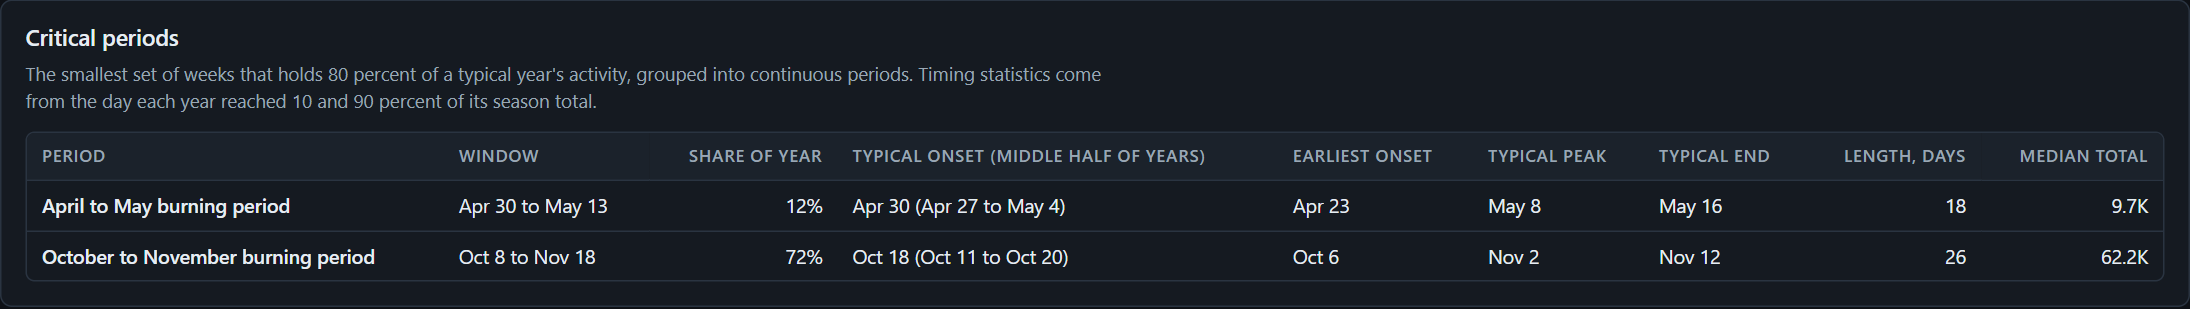 Critical periods
The smallest set of weeks that holds 80 percent of a typical year's activity, grouped into continuous periods. Timing statistics come
from the day each year reached 10 and 90 percent of its season total.
PERIOD WINDOW SHARE OF YEAR TYPICAL ONSET (MIDDLE HALF OF YEARS) EARLIEST ONSET TYPICAL PEAK TYPICAL END LENGTH, DAYS MEDIAN TOTAL
April to May burning period Apr 30 to May 13 12% Apr 30 (Apr 27 to May 4) Apr 23 May 8 May 16 18 9.7K
October to November burning period Oct 8 to Nov 18 72% Oct 18 (Oct 11 to Oct 20) Oct 6 Nov 2 Nov 12 26 62.2K